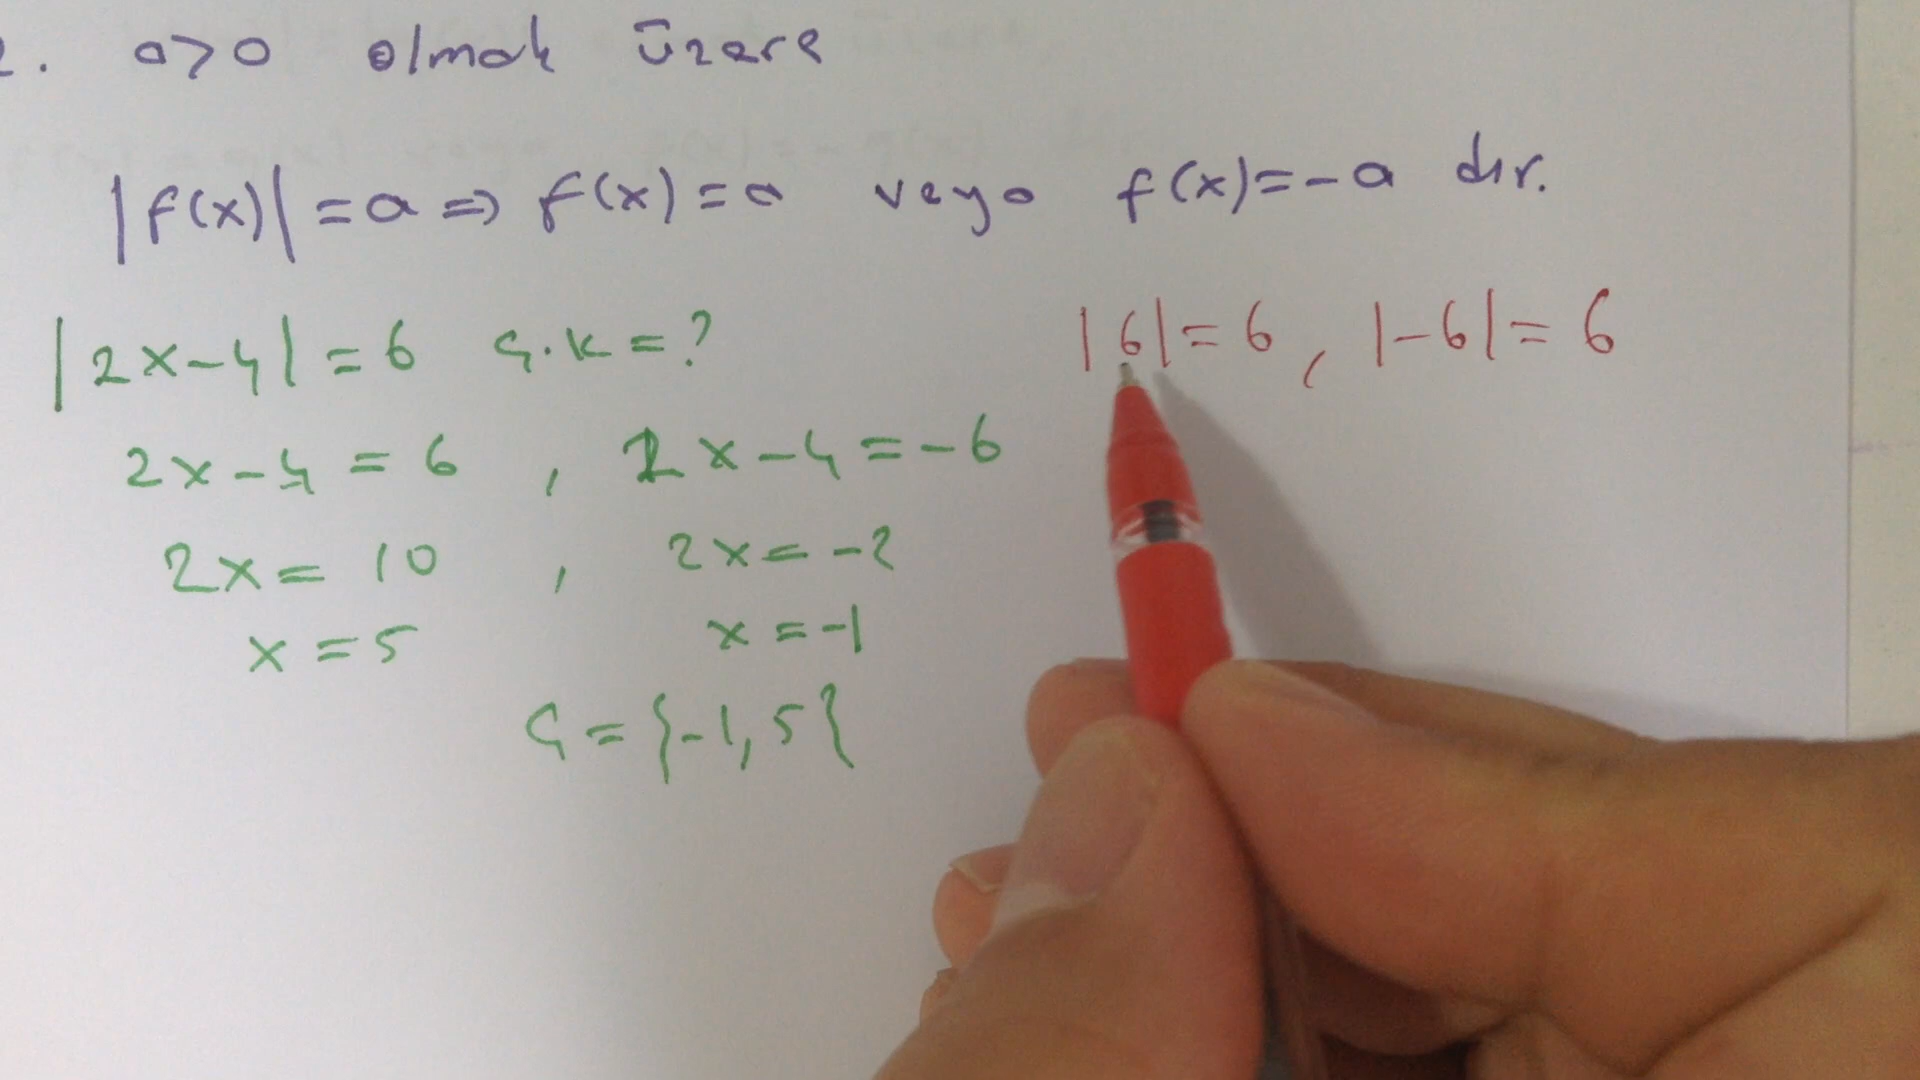 2. a>0 olmak üzere
|f(x)| = a ⇒ f(x) = a veya f(x) = -a dır.
|2x-4| = 6 Ç.K = ? |6| = 6 , |-6| = 6
2x-4 = 6 , 2x-4 = -6
2x = 10 , 2x = -2
x = 5 x = -1
Ç = {-1, 5}